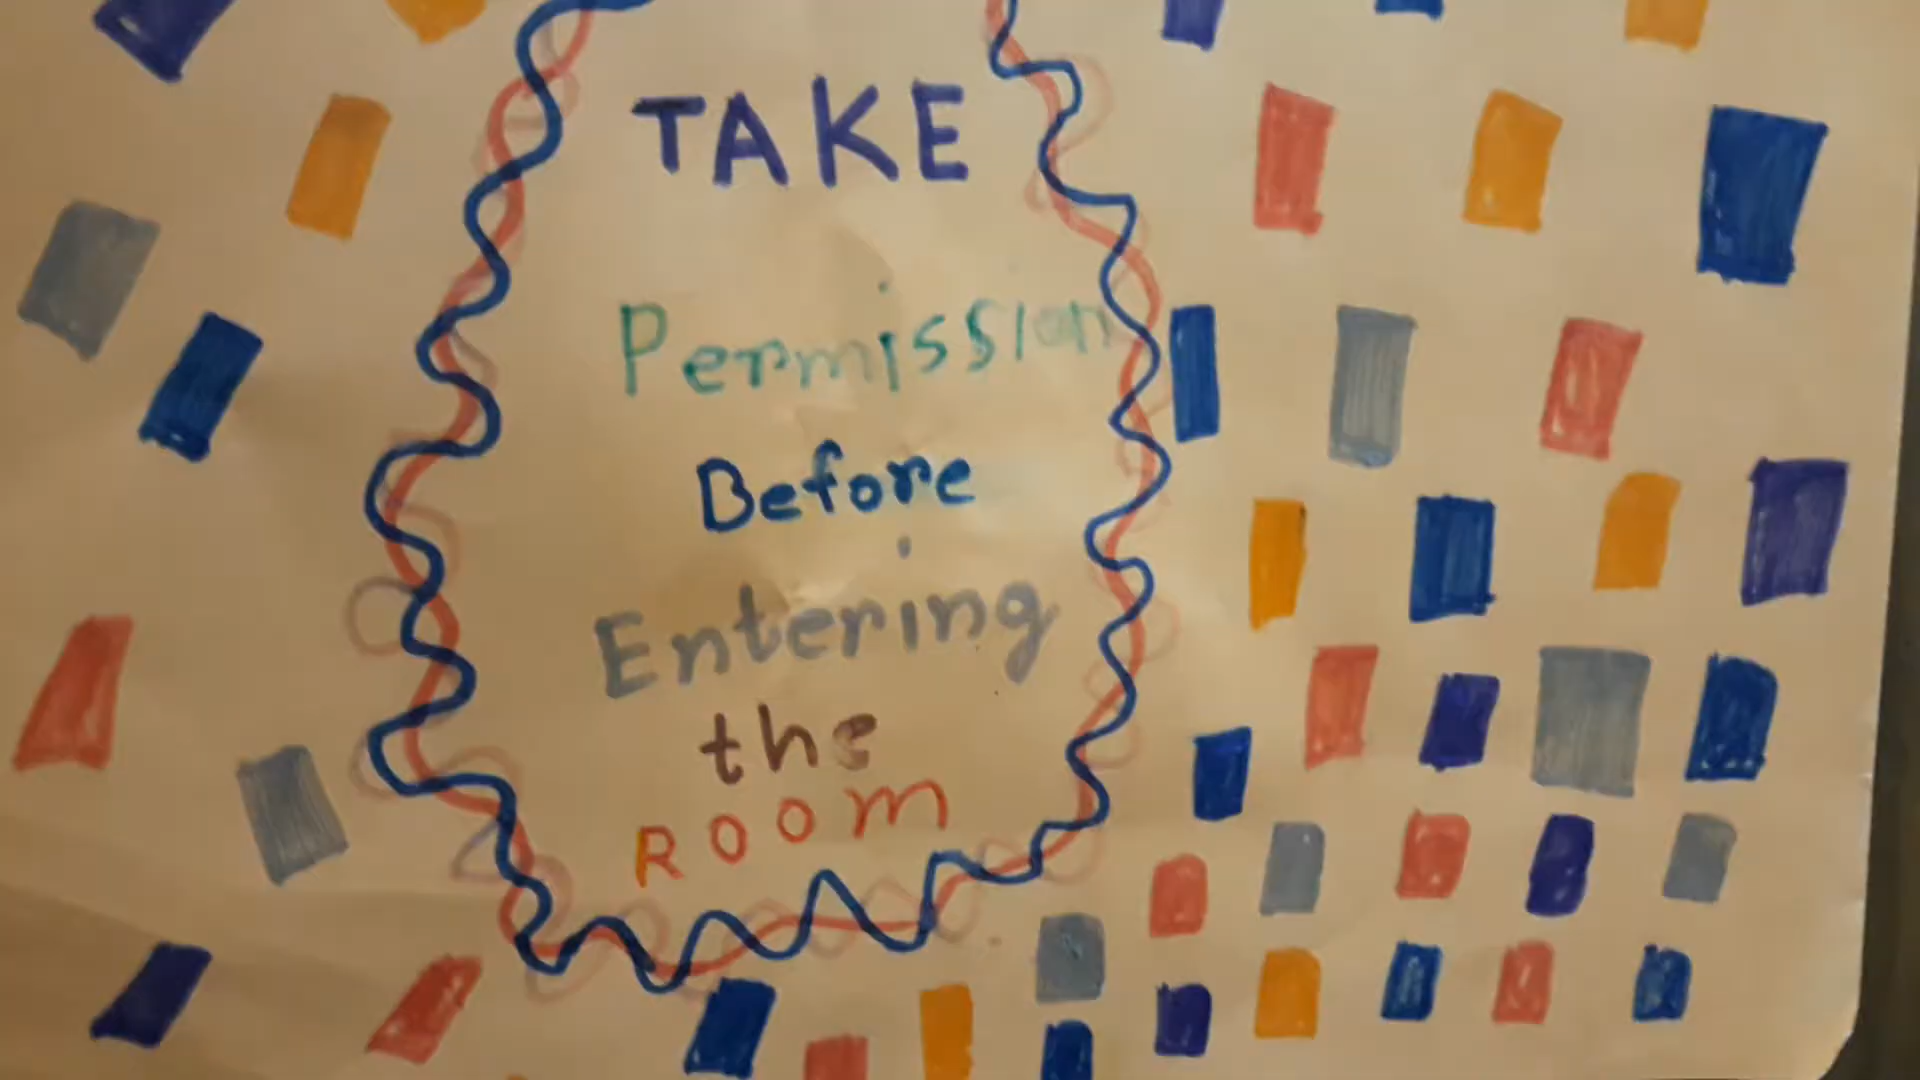 TAKE
Permission
Before
Entering
the
ROOm